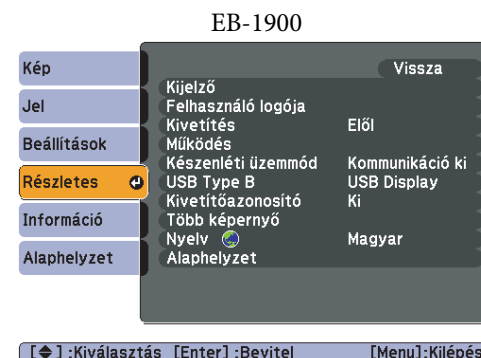 EB-1900
Kép
Jel
Beállítások
Részletes
Információ
Alaphelyzet
Vissza
Kijelző
Felhasználó logója
Kivetítés Elől
Működés
Készenléti üzemmód Kommunikáció ki
USB Type B USB Display
Kivetítőazonosító Ki
Több képernyő
Nyelv Magyar
Alaphelyzet
[ ] :Kiválasztás [Enter] :Bevitel [Menu]:Kilépés